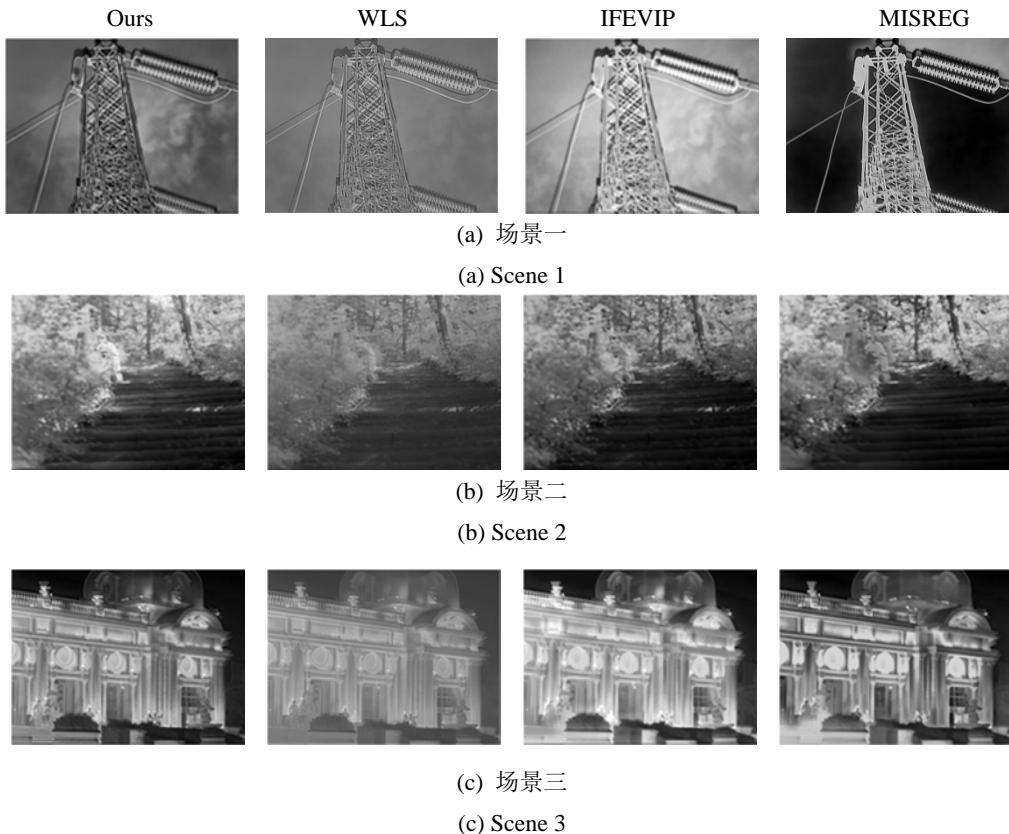 Ours WLS IFEVIP MISREG
(a) 场景一
(a) Scene 1
(b) 场景二
(b) Scene 2
(c) 场景三
(c) Scene 3